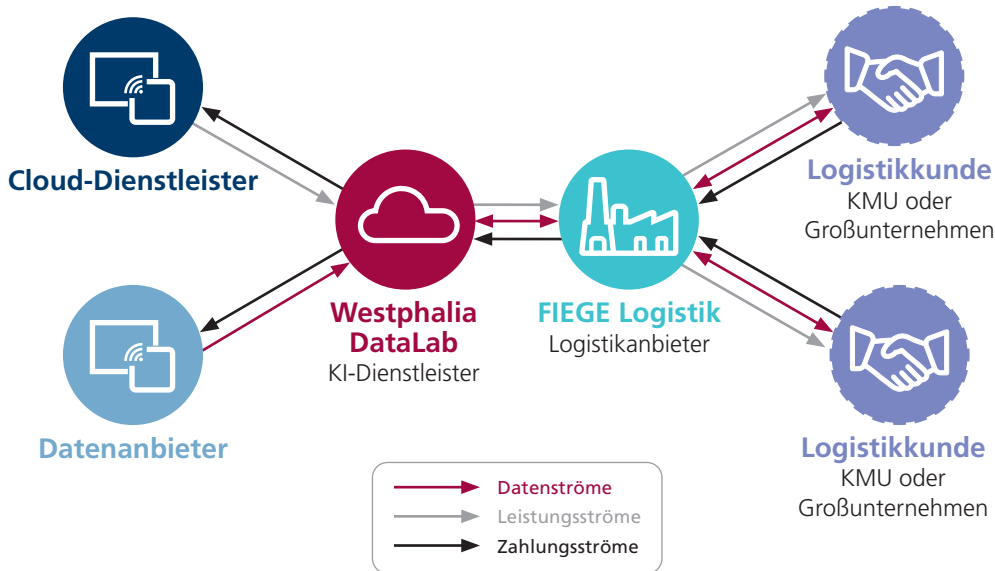 Cloud-Dienstleister
Datenanbieter
Westphalia
DataLab
KI-Dienstleister
FIEGE Logistik
Logistikanbieter
Logistikkunde
KMU oder
Großunternehmen
Logistikkunde
KMU oder
Großunternehmen
Datenströme
Leistungsströme
Zahlungsströme